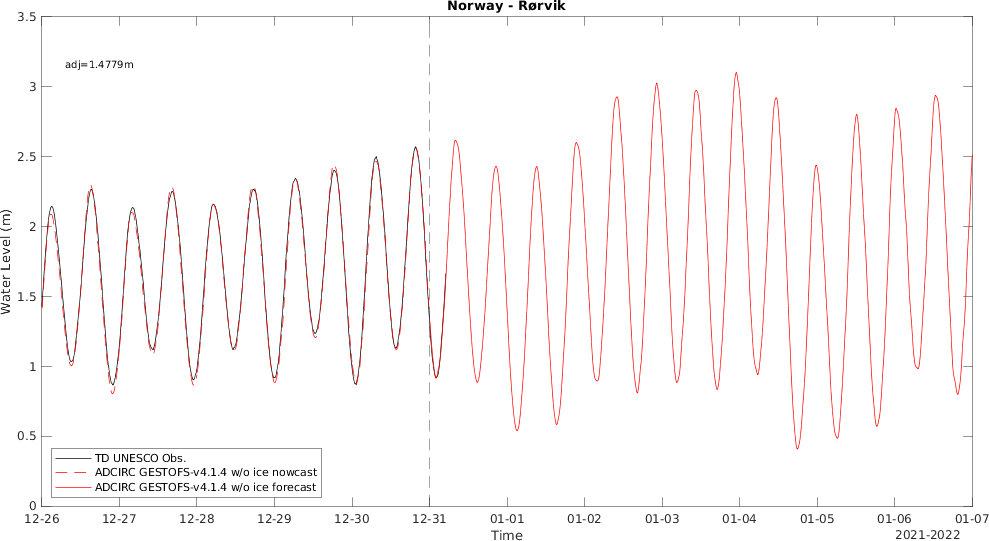 Norway - Rørvik
adj=1.4779m
Water Level (m)
3.5
3
2.5
2
1.5
1
0.5
0
TD UNESCO Obs.
ADCIRC GESTOFS-v4.1.4 w/o ice nowcast
ADCIRC GESTOFS-v4.1.4 w/o ice forecast
12-26 12-27 12-28 12-29 12-30 12-31 01-01 01-02 01-03 01-04 01-05 01-06 01-07
Time
2021-2022